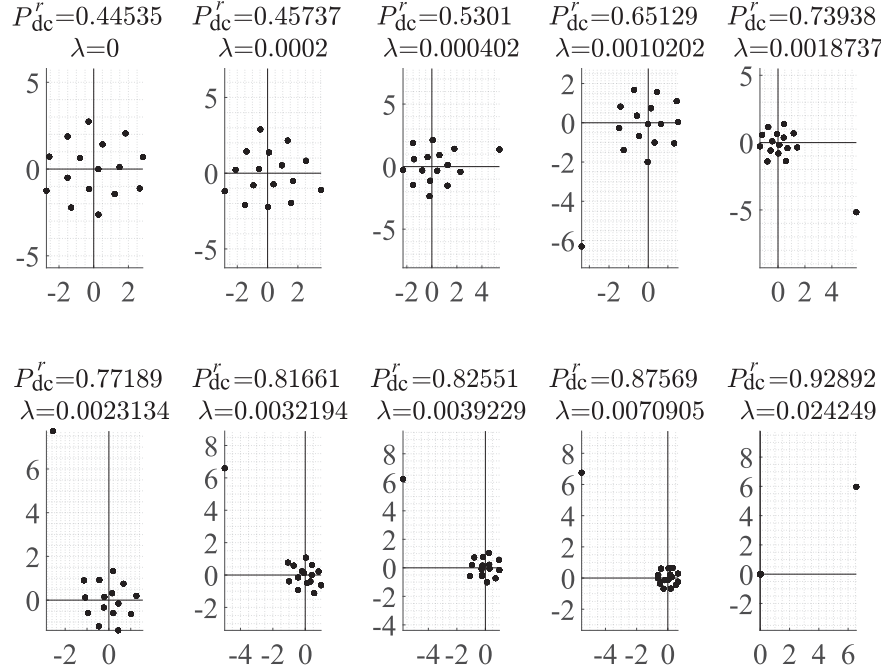 P^r_dc=0.44535 P^r_dc=0.45737 P^r_dc=0.5301 P^r_dc=0.65129 P^r_dc=0.73938
λ=0 λ=0.0002 λ=0.000402 λ=0.0010202 λ=0.0018737
5 5 5 2 5
0 0 0 0 0
-2
-4
-5 -5 -5 -6 -5
-2 0 2 -2 0 2 -2 0 2 4 -2 0 0 2 4
P^r_dc=0.77189 P^r_dc=0.81661 P^r_dc=0.82551 P^r_dc=0.87569 P^r_dc=0.92892
λ=0.0023134 λ=0.0032194 λ=0.0039229 λ=0.0070905 λ=0.024249
8 8 8 8
6 6 6 6 6
4 4 4 4 4
2 2 2 2 2
0 0 0 0 0
-2 -2 -2 -2
-4
-2 0 -4 -2 0 -4 -2 0 -4 -2 0 0 2 4 6